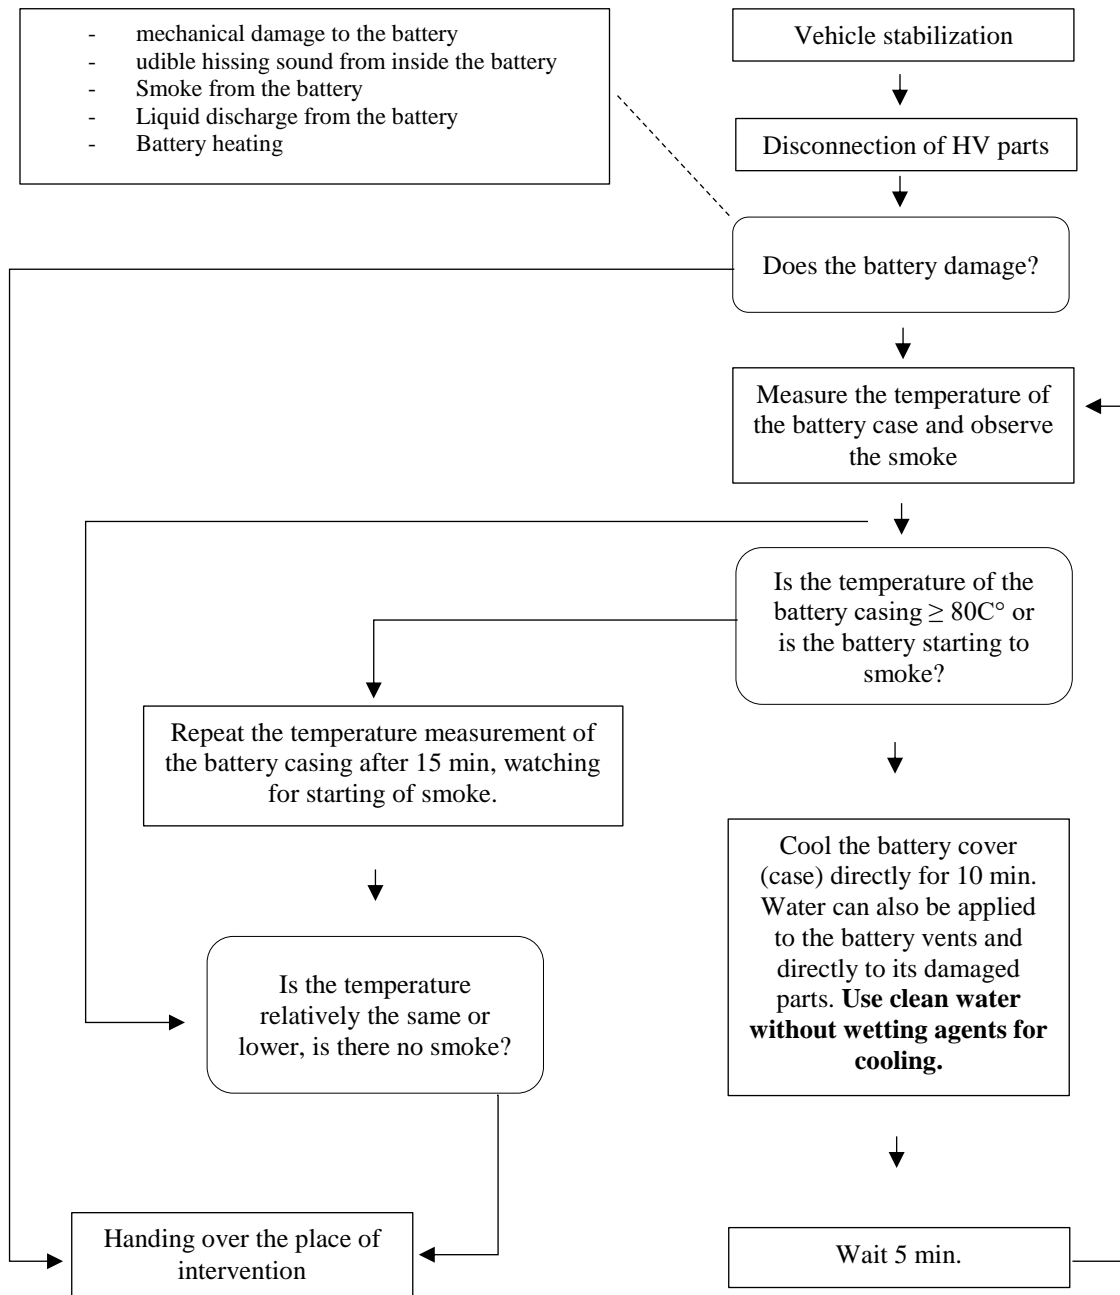 - mechanical damage to the battery
- udible hissing sound from inside the battery
- Smoke from the battery
- Liquid discharge from the battery
- Battery heating
Vehicle stabilization
Disconnection of HV parts
Does the battery damage?
Measure the temperature of
the battery case and observe
the smoke
Is the temperature of the
battery casing ≥ 80C° or
is the battery starting to
smoke?
Repeat the temperature measurement of
the battery casing after 15 min, watching
for starting of smoke.
Cool the battery cover
(case) directly for 10 min.
Water can also be applied
to the battery vents and
directly to its damaged
parts. Use clean water
without wetting agents for
cooling.
Is the temperature
relatively the same or
lower, is there no smoke?
Handing over the place of
intervention
Wait 5 min.